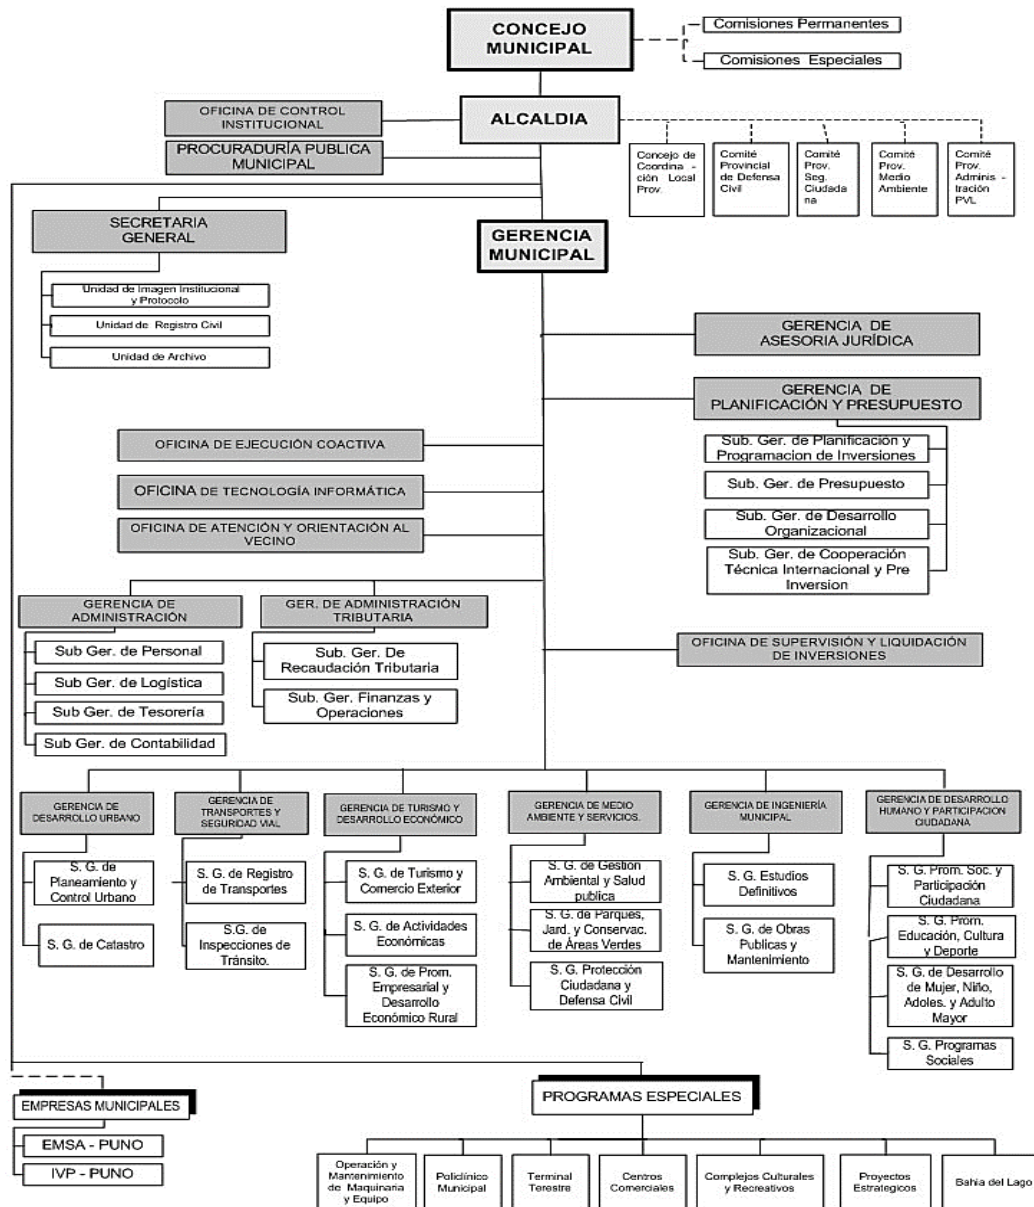 CONCEJO
MUNICIPAL
Comisiones Permanentes
Comisiones Especiales
OFICINA DE CONTROL
INSTITUCIONAL
ALCALDIA
PROCURADURÍA PUBLICA
MUNICIPAL
Concejo de
Coordina -
ción Local
Prov.
Comité
Provincial
de Defensa
Civil
Comité
Prov.
Seg.
Ciudada
na
Comité
Prov.
Medio
Ambiente
Comité
Prov.
Adminis -
tración
PVL
SECRETARIA
GENERAL
GERENCIA
MUNICIPAL
Unidad de Imagen Institucional
y Protocolo
Unidad de Registro Civil
Unidad de Archivo
GERENCIA DE
ASESORIA JURÍDICA
GERENCIA DE
PLANIFICACIÓN Y PRESUPUESTO
Sub. Ger. de Planificación y
Programacion de Inversiones
Sub. Ger. de Presupuesto
Sub. Ger. de Desarrollo
Organizacional
Sub. Ger. de Cooperación
Técnica Internacional y Pre
Inversion
OFICINA DE EJECUCIÓN COACTIVA
OFICINA DE TECNOLOGÍA INFORMÁTICA
OFICINA DE ATENCIÓN Y ORIENTACIÓN AL
VECINO
GERENCIA DE
ADMINISTRACIÓN
Sub Ger. de Personal
Sub Ger. de Logística
Sub Ger. de Tesorería
Sub Ger. de Contabilidad
GER. DE ADMINISTRACIÓN
TRIBUTARIA
Sub. Ger. De
Recaudación Tributaria
Sub. Ger. Finanzas y
Operaciones
OFICINA DE SUPERVISIÓN Y LIQUIDACIÓN
DE INVERSIONES
GERENCIA DE
DESARROLLO URBANO
S. G. de
Planeamiento y
Control Urbano
S. G. de Catastro
GERENCIA DE
TRANSPORTES Y
SEGURIDAD VIAL
S. G. de Registro
de Transportes
S.G. de
Inspecciones de
Tránsito.
GERENCIA DE TURISMO Y
DESARROLLO ECONÓMICO
S. G. de Turismo y
Comercio Exterior
S. G. de Actividades
Económicas
S. G. de Prom.
Empresarial y
Desarrollo
Económico Rural
GERENCIA DE MEDIO
AMBIENTE Y SERVICIOS.
S. G. de Gestión
Ambiental y Salud
publica
S. G. de Parques,
Jard. y Conservac.
de Áreas Verdes
S. G. Protección
Ciudadana y
Defensa Civil
GERENCIA DE INGENIERÍA
MUNICIPAL
S. G. Estudios
Definitivos
S. G. de Obras
Publicas y
Mantenimiento
GERENCIA DE DESARROLLO
HUMANO Y PARTICIPACION
CIUDADANA
S. G. Prom. Soc. y
Participación
Ciudadana
S. G. Prom.
Educación, Cultura
y Deporte
S. G. de Desarrollo
de Mujer, Niño,
Adoles. y Adulto
Mayor
S. G. Programas
Sociales
EMPRESAS MUNICIPALES
EMSA - PUNO
IVP - PUNO
PROGRAMAS ESPECIALES
Operación y
Mantenimiento
de Maquinaria
y Equipo
Policlínico
Municipal
Terminal
Terestre
Centros
Comerciales
Complejos Culturales
y Recreativos
Proyectos
Estrategicos
Bahia del Lago